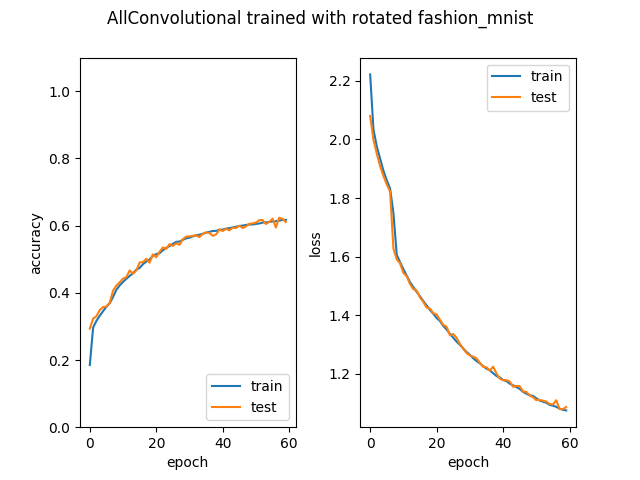 AllConvolutional trained with rotated fashion_mnist
accuracy
1.0
0.8
0.6
0.4
0.2
0.0
0
20
40
60
epoch
train
test
loss
2.2
2.0
1.8
1.6
1.4
1.2
0
20
40
60
epoch
train
test